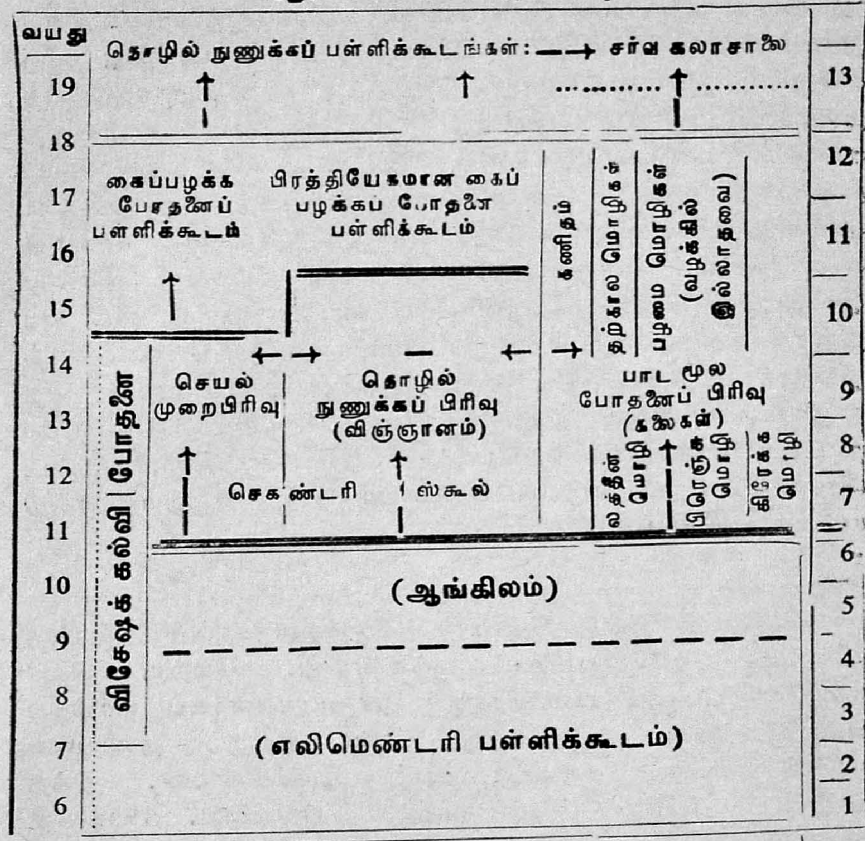 வயது
தொழில் நுணுக்கப் பள்ளிக்கூடங்கள்: சர்வ கலாசாலை
19
13
18
12
கைப்பழக்க
போதனைப்
பள்ளிக்கூடம்
பிரத்தியேகமான கைப்
பழக்கப் போதனை
பள்ளிக்கூடம்
கணிதம்
தற்கால மொழிகள்
பழமை மொழிகள்
(வழக்கில்
இல்லாதவை)
17
16
11
15
10
14
செயல்
முறைபிரிவு
தொழில்
நுணுக்கப் பிரிவு
(விஞ்ஞானம்)
பாட மூல
போதனைப் பிரிவு
(கலைகள்)
9
13
8
12
செகண்டரி ஸ்கூல்
லத்தீன்
மொழி
பிரெஞ்சு
மொழி
கிரேக்க
மொழி
7
11
6
விசேஷக் கல்வி போதனை
10
(ஆங்கிலம்)
5
9
4
8
3
7
(எலிமெண்டரி பள்ளிக்கூடம்)
2
6
1